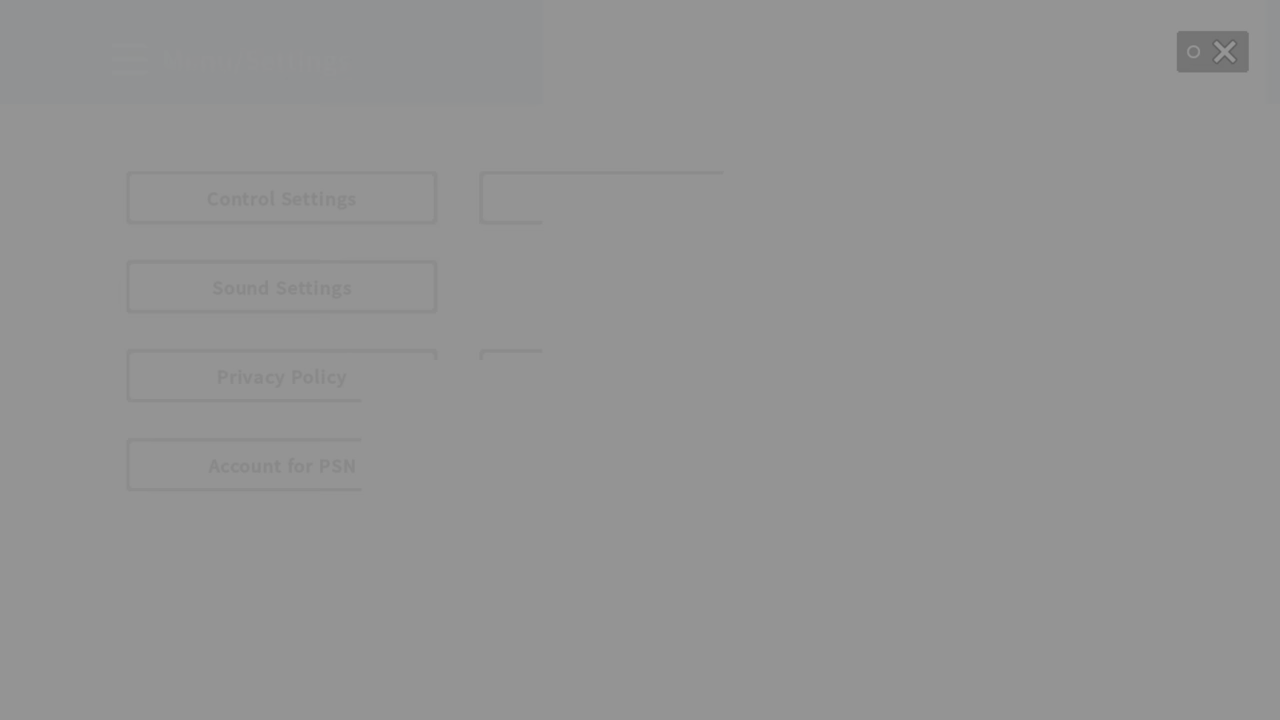 Control Settings
Sound Settings
Privacy Policy
Account for PSN